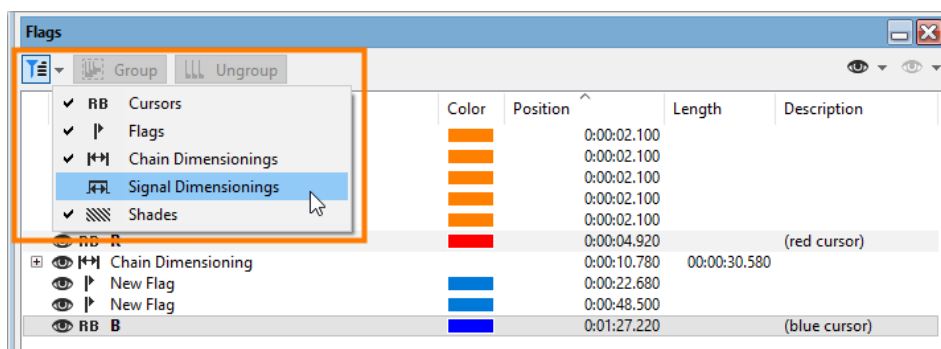 Flags
Group Ungroup
RB Cursors
Color Position Length Description
Flags
0:00:02.100
Chain Dimensionings
0:00:02.100
0:00:02.100
Signal Dimensionings
0:00:02.100
Shades
0:00:02.100
RB R 0:00:04.920 (red cursor)
Chain Dimensioning 0:00:10.780 00:00:30.580
New Flag 0:00:22.680
New Flag 0:00:48.500
RB B 0:01:27.220 (blue cursor)